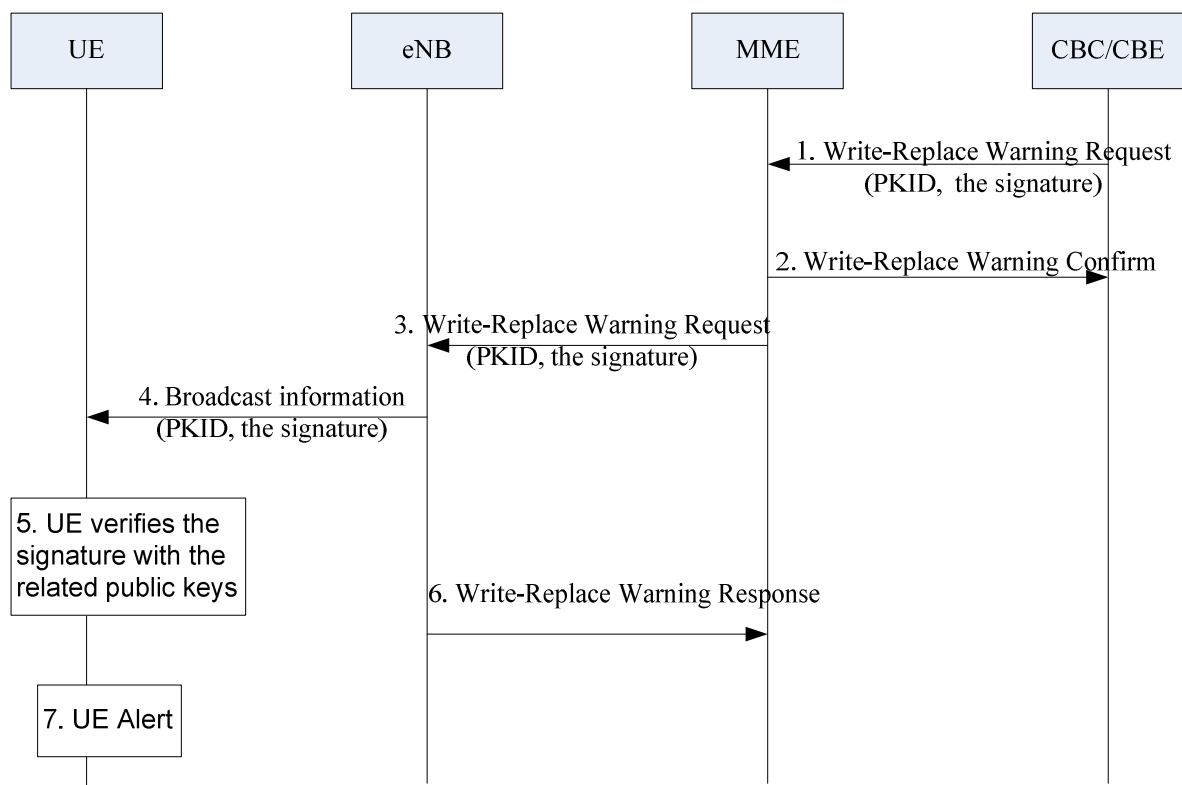 UE
eNB
MME
CBC/CBE
1. Write-Replace Warning Request
(PKID, the signature)
2. Write-Replace Warning Confirm
3. Write-Replace Warning Request
(PKID, the signature)
4. Broadcast information
(PKID, the signature)
5. UE verifies the
signature with the
related public keys
6. Write-Replace Warning Response
7. UE Alert